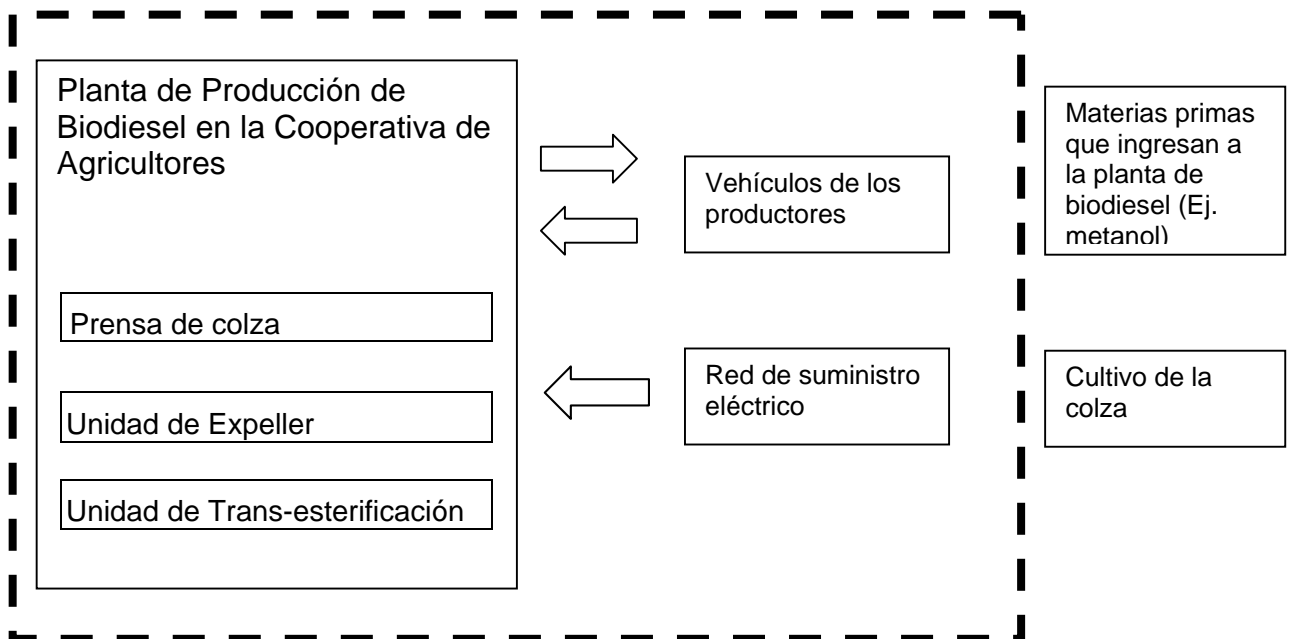 Planta de Producción de
Biodiesel en la Cooperativa de
Agricultores
Prensa de colza
Unidad de Expeller
Unidad de Trans-esterificación
Vehículos de los
productores
Red de suministro
eléctrico
Materias primas
que ingresan a
la planta de
biodiesel (Ej.
metanol)
Cultivo de la
colza